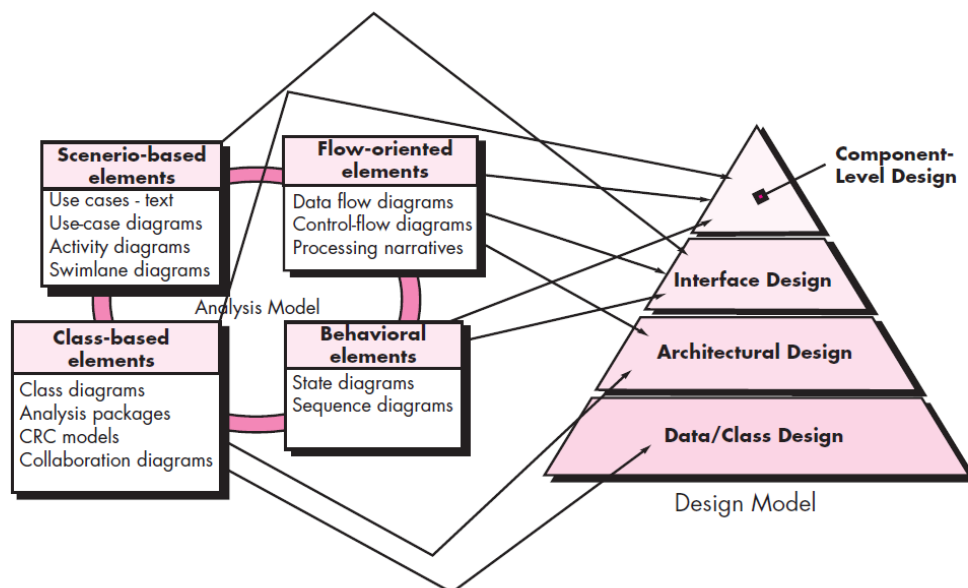 Scenerio-based
elements
Use cases - text
Use-case diagrams
Activity diagrams
Swimlane diagrams
Flow-oriented
elements
Data flow diagrams
Control-flow diagrams
Processing narratives
Analysis Model
Class-based
elements
Class diagrams
Analysis packages
CRC models
Collaboration diagrams
Behavioral
elements
State diagrams
Sequence diagrams
Component-
Level Design
Interface Design
Architectural Design
Data/Class Design
Design Model